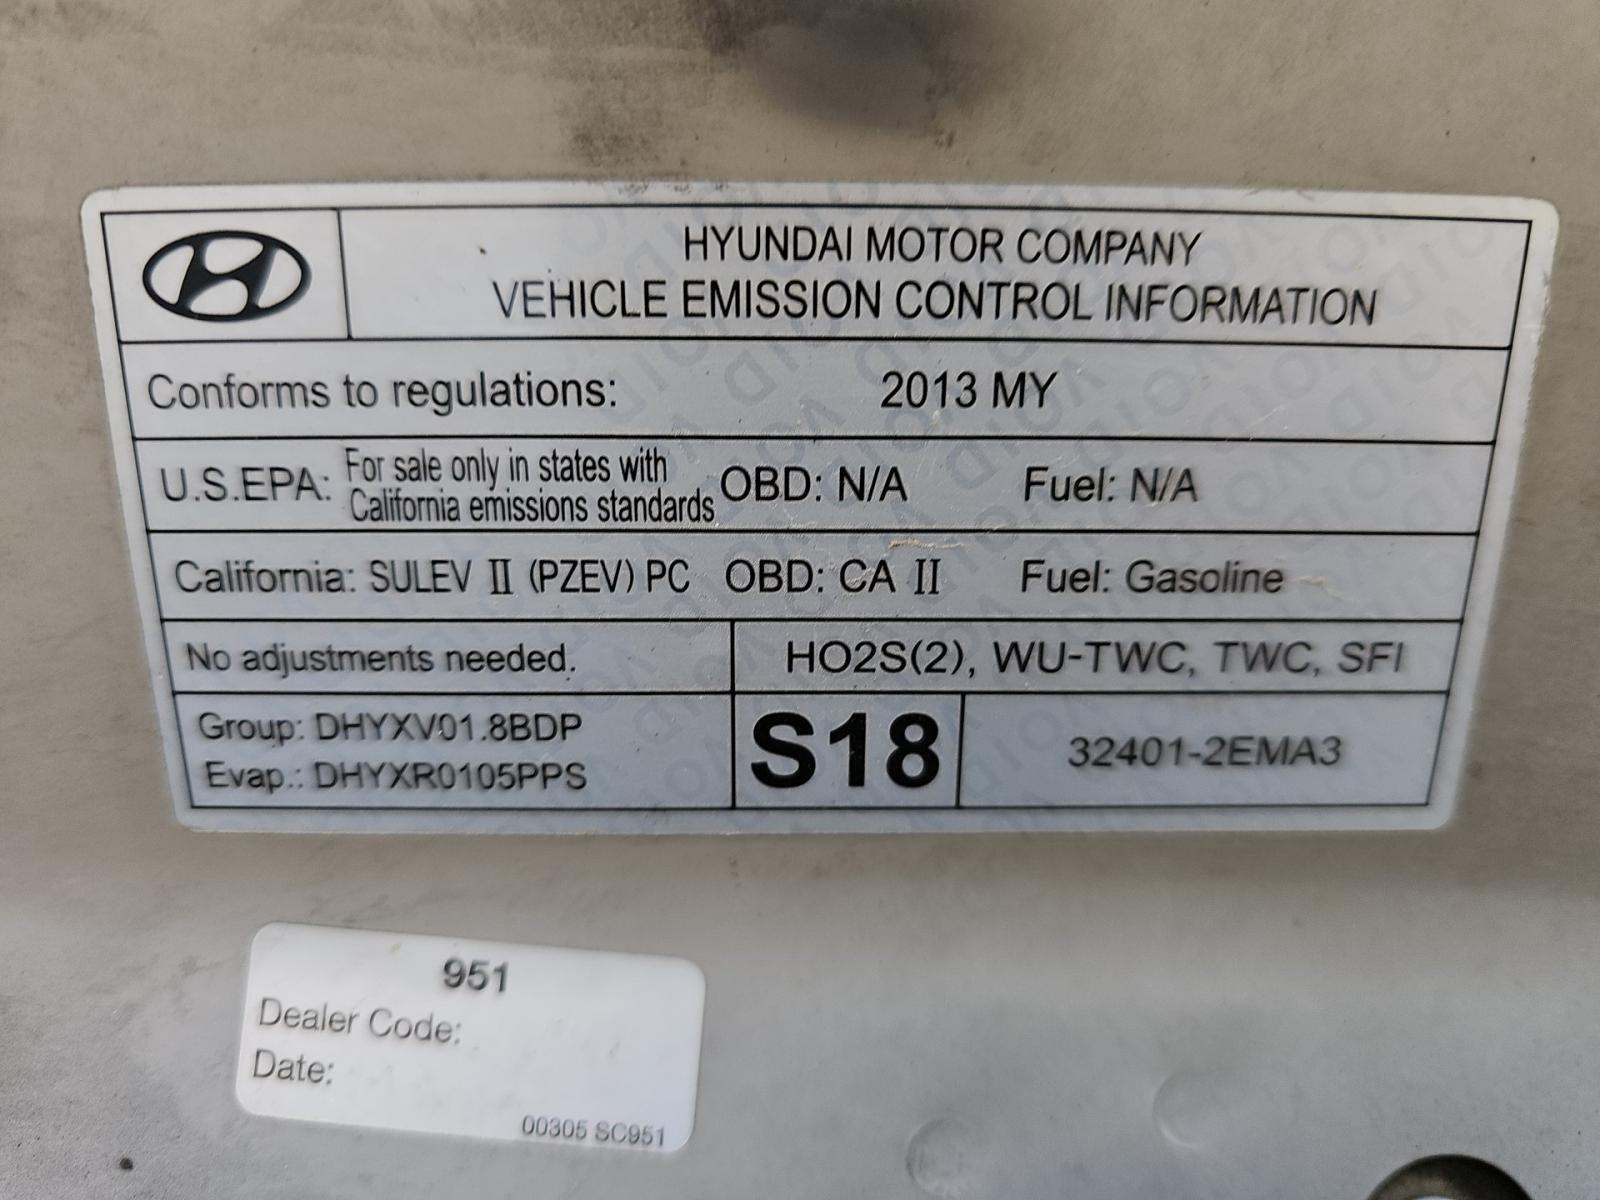 HYUNDAI MOTOR COMPANY
VEHICLE EMISSION CONTROL INFORMATION
Conforms to regulations: 2013 MY
U.S.EPA: For sale only in states with California emissions standards OBD: N/A Fuel: N/A
California: SULEV II (PZEV) PC OBD: CA II Fuel: Gasoline
No adjustments needed. HO2S(2), WU-TWC, TWC, SFI
Group: DHYXV01.8BDP
Evap.: DHYXR0105PPS
S18
32401-2EMA3
951
Dealer Code:
Date:
00305 SC951